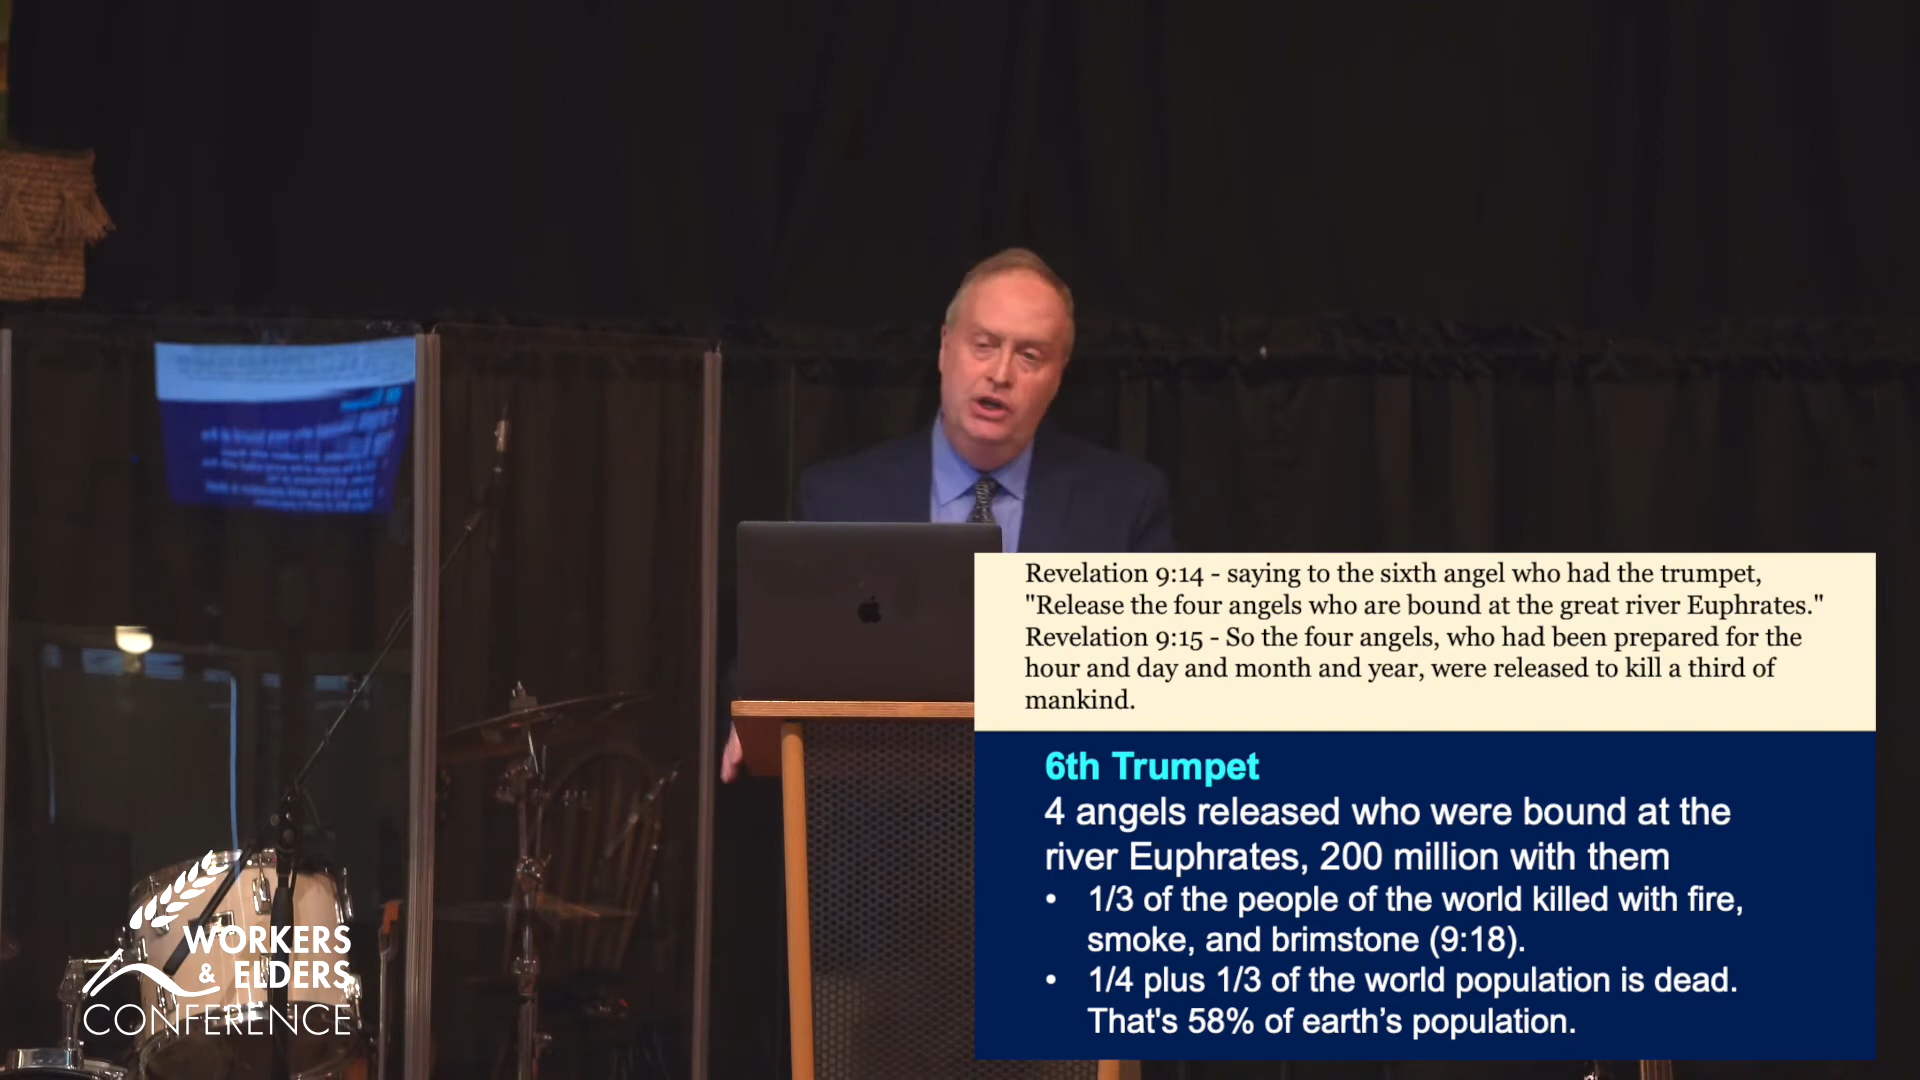 Revelation 9:14 - saying to the sixth angel who had the trumpet,
"Release the four angels who are bound at the great river Euphrates."
Revelation 9:15 - So the four angels, who had been prepared for the
hour and day and month and year, were released to kill a third of
mankind.
6th Trumpet
4 angels released who were bound at the
river Euphrates, 200 million with them
• 1/3 of the people of the world killed with fire,
smoke, and brimstone (9:18).
• 1/4 plus 1/3 of the world population is dead.
That's 58% of earth’s population.
WORKERS
& ELDERS
CONFERENCE